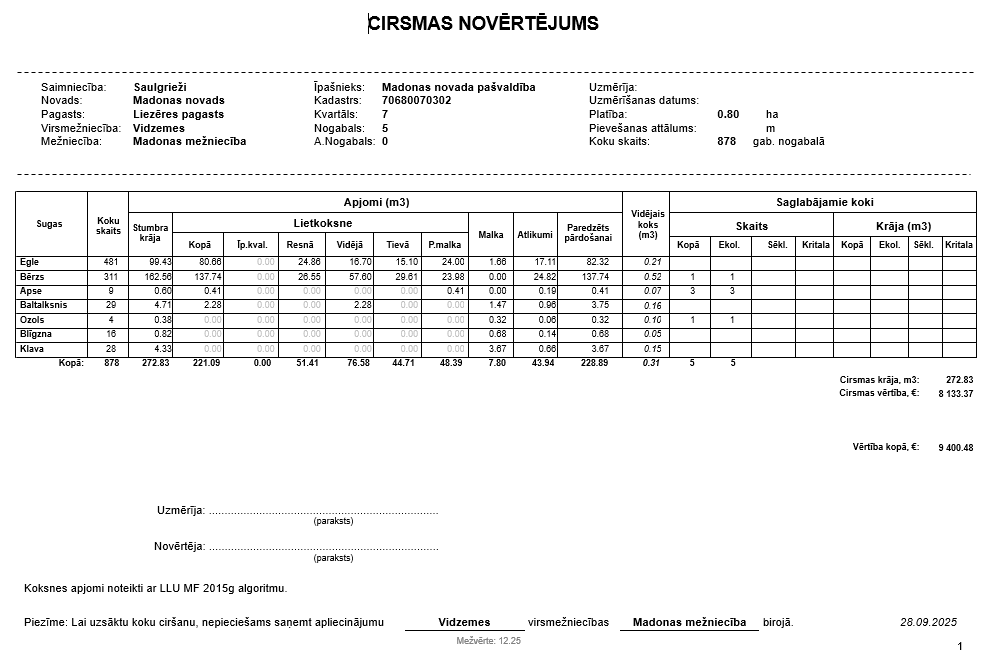 CIRSMAS NOVĒRTĒJUMS
Saimniecība: Saulgrieži Īpašnieks: Madonas novada pašvaldība Uzmērīja:
Novads: Madonas novads Kadastrs: 70680070302 Uzmērīšanas datums:
Pagasts: Liezēres pagasts Kvartāls: 7 Platība: 0.80 ha
Virsmežniecība: Vidzemes Nogabals: 5 Pievešanas attālums: m
Mežniecība: Madonas mežniecība A.Nogabals: 0 Koku skaits: 878 gab. nogabalā
Sugas Koku skaits Apjomi (m3) Vidējais koks (m3) Saglabājamie koki
Stumbra krāja Lietkoksne Malka Atlikumi Paredzēts pārdošanai Skaits Krāja (m3)
Kopā Īp.kval. Resnā Vidējā Tievā P.malka Kopā Ekol. Sēkl. Kritala Kopā Ekol. Sēkl. Kritala
Egle 481 99.43 80.66 0.00 24.86 16.70 15.10 24.00 1.66 17.11 82.32 0.21
Bērzs 311 162.56 137.74 0.00 26.55 57.60 29.61 23.98 0.00 24.82 137.74 0.52 1 1
Apse 9 0.60 0.41 0.00 0.00 0.00 0.00 0.41 0.00 0.19 0.41 0.07 3 3
Baltalksnis 29 4.71 2.28 0.00 0.00 2.28 0.00 0.00 1.47 0.96 3.75 0.16
Ozols 4 0.38 0.00 0.00 0.00 0.00 0.00 0.00 0.32 0.06 0.32 0.10 1 1
Blīgzna 16 0.82 0.00 0.00 0.00 0.00 0.00 0.00 0.68 0.14 0.68 0.05
Klava 28 4.33 0.00 0.00 0.00 0.00 0.00 0.00 3.67 0.66 3.67 0.15
Kopā: 878 272.83 221.09 0.00 51.41 76.58 44.71 48.39 7.80 43.94 228.89 0.31 5 5
Cirsmas krāja, m3: 272.83
Cirsmas vērtība, €: 8 133.37
Vērtība kopā, €: 9 400.48
Uzmērīja: ..........................................................................
(paraksts)
Novērtēja: ..........................................................................
(paraksts)
Koksnes apjomi noteikti ar LLU MF 2015g algoritmu.
Piezīme: Lai uzsāktu koku ciršanu, nepieciešams saņemt apliecinājumu Vidzemes virsmežniecības Madonas mežniecība birojā. 28.09.2025
Mežvērte: 12.25
1